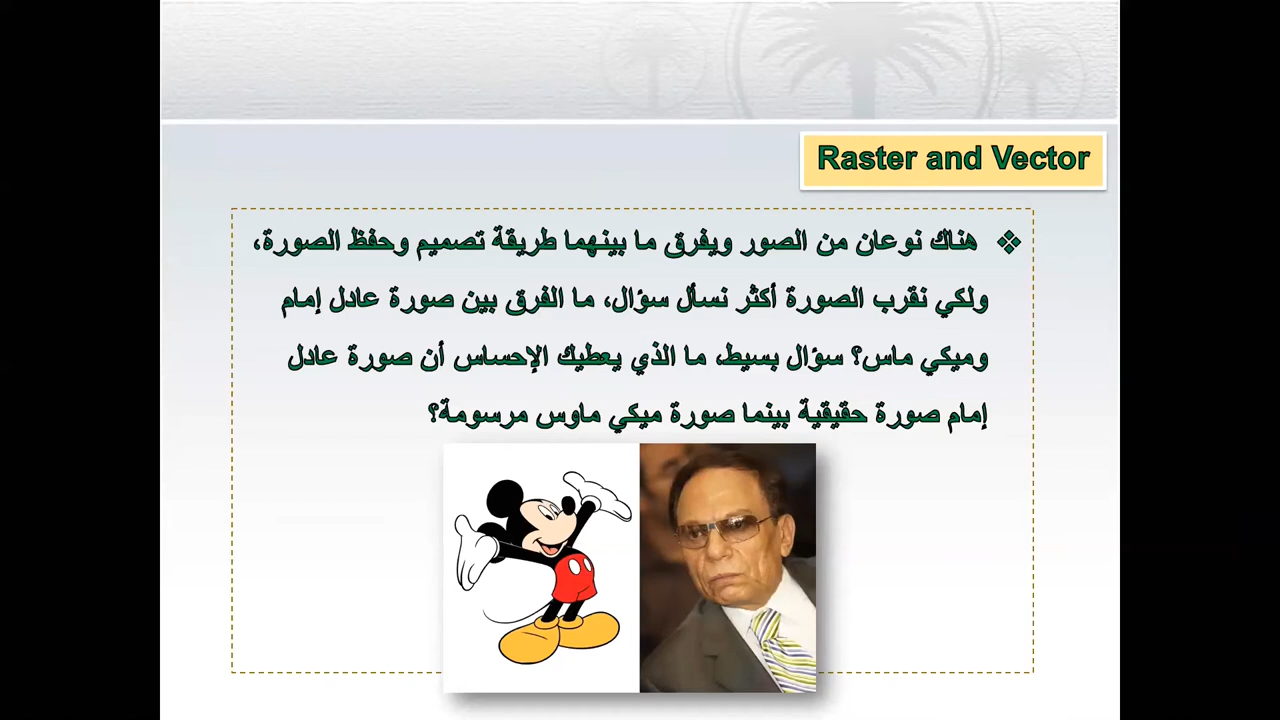 Raster and Vector
❖ هناك نوعان من الصور ويفرق ما بينهما طريقة تصميم وحفظ الصورة،
ولكي نقرب الصورة أكثر نسأل سؤال، ما الفرق بين صورة عادل إمام
وميكي ماس؟ سؤال بسيط، ما الذي يعطيك الإحساس أن صورة عادل
إمام صورة حقيقية بينما صورة ميكي ماوس مرسومة؟